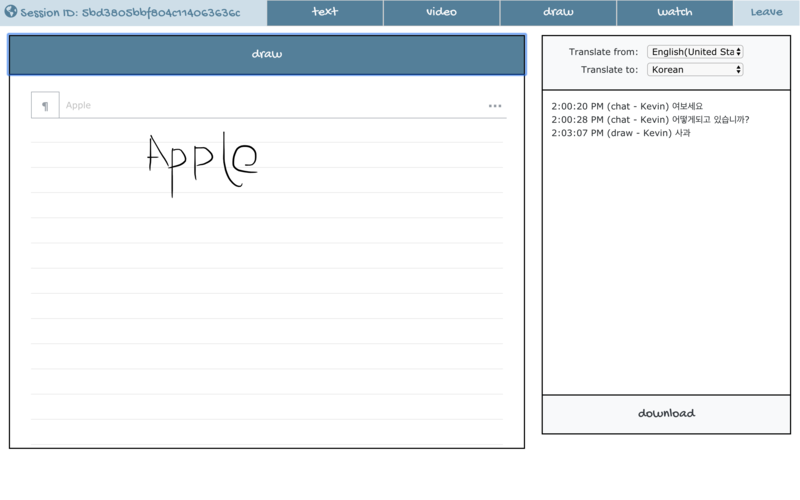 Session ID: 5bd3805bbf804c114063636c
text
video
draw
watch
Leave
draw
¶ Apple ...
Apple
Translate from: English(United Sta
Translate to: Korean
2:00:20 PM (chat - Kevin) 여보세요
2:00:28 PM (chat - Kevin) 어떻게되고 있습니까?
2:03:07 PM (draw - Kevin) 사과
download